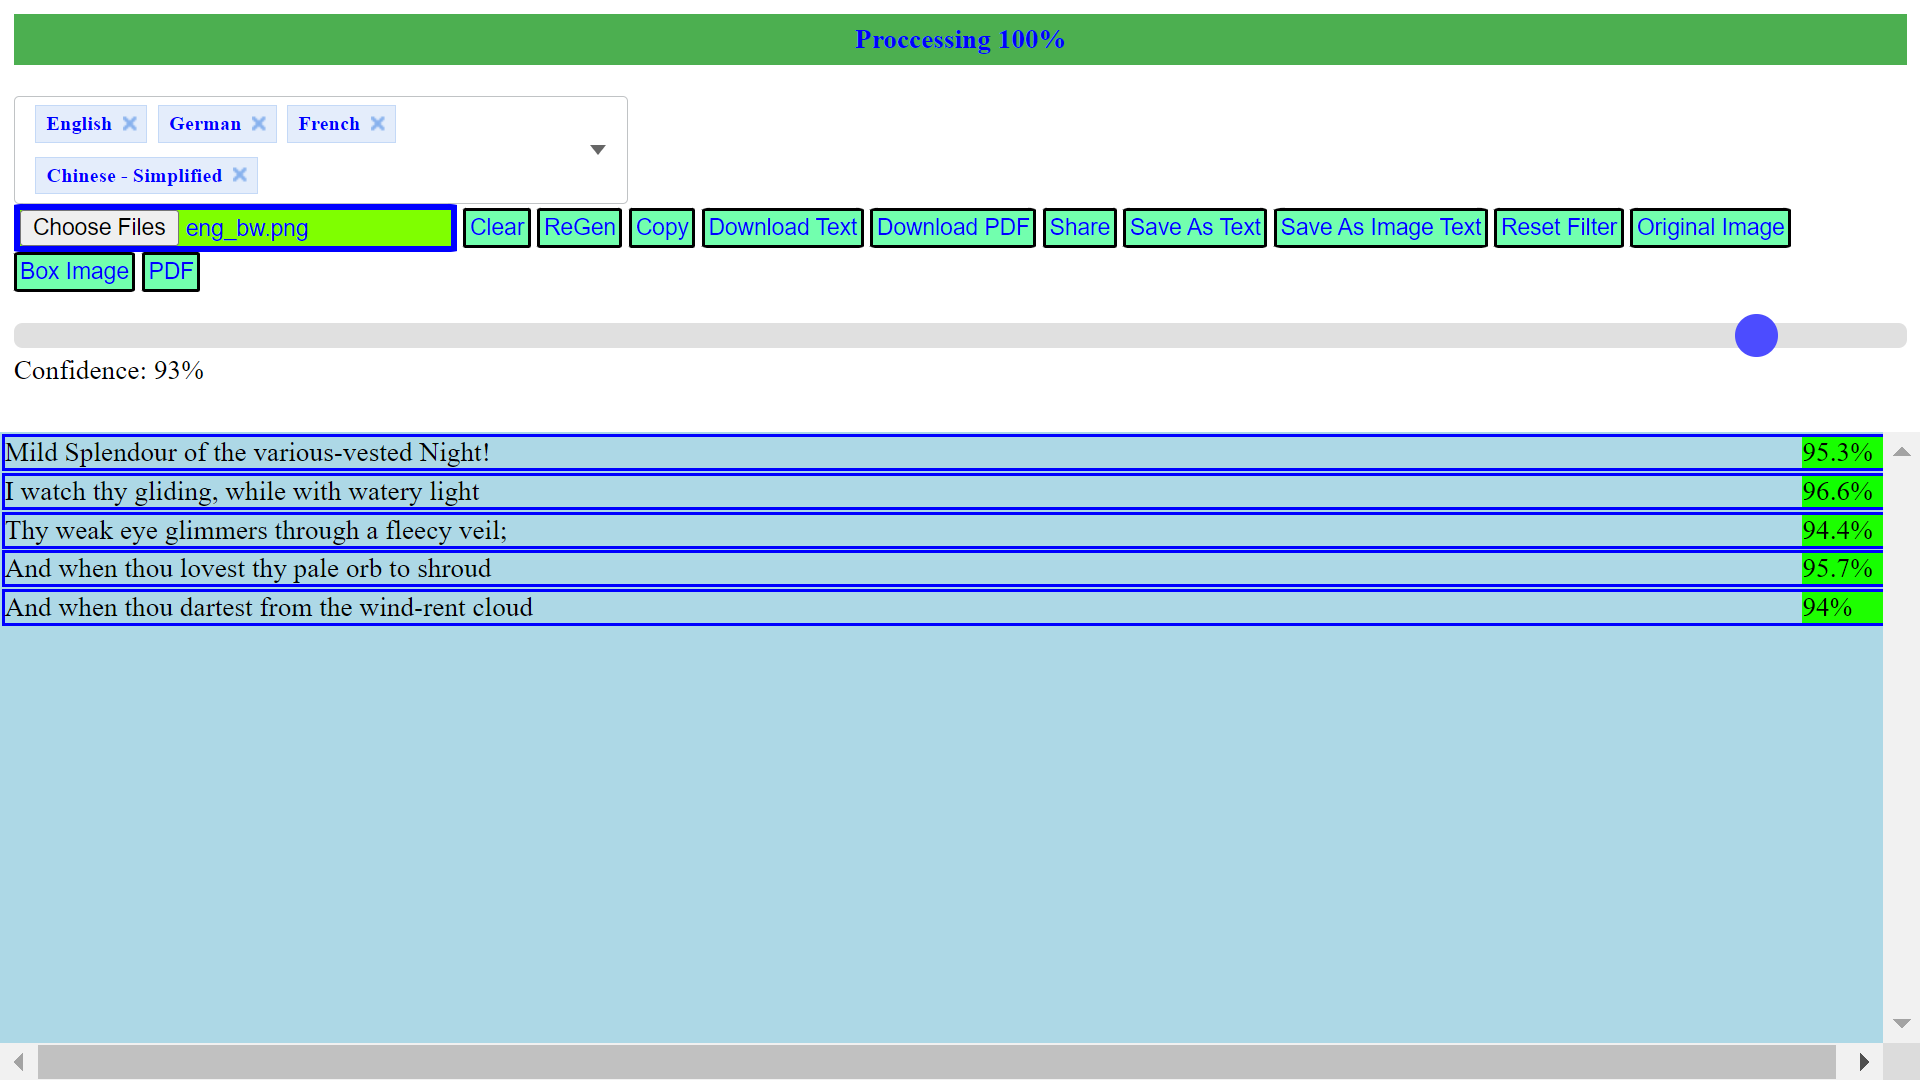 Proccessing 100%
English × German × French ×
Chinese - Simplified ×
Choose Files eng_bw.png Clear ReGen Copy Download Text Download PDF Share Save As Text Save As Image Text Reset Filter Original Image
Box Image PDF
Confidence: 93%
Mild Splendour of the various-vested Night! 95.3%
I watch thy gliding, while with watery light 96.6%
Thy weak eye glimmers through a fleecy veil; 94.4%
And when thou lovest thy pale orb to shroud 95.7%
And when thou dartest from the wind-rent cloud 94%